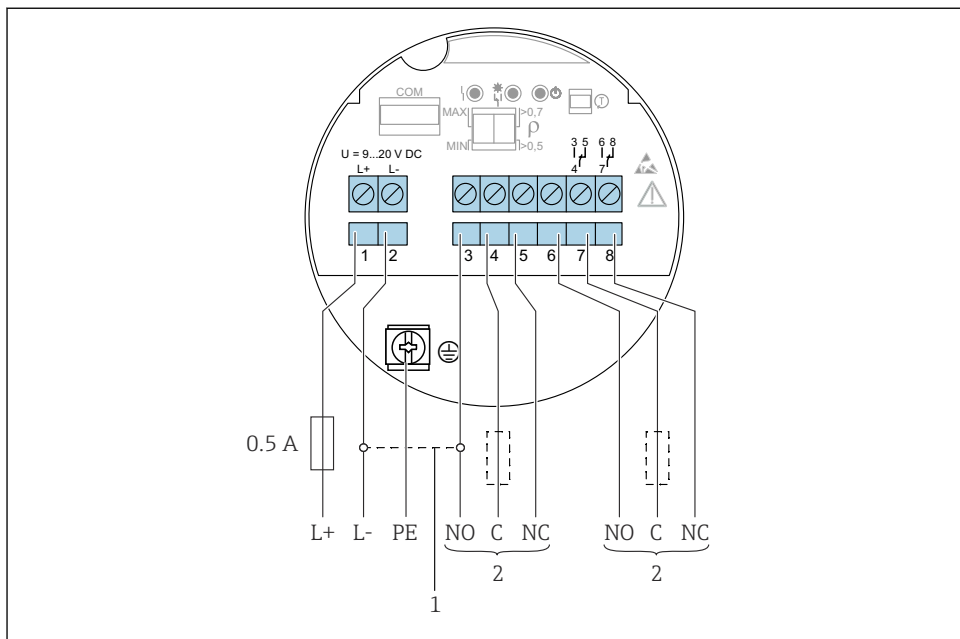 COM
MAX >0,7
ρ
MIN >0,5
U = 9...20 V DC
L+ L-
3 5 6 8
4 7
T
1 2 3 4 5 6 7 8
0.5 A
L+ L- PE NO C NC NO C NC
2 2
1